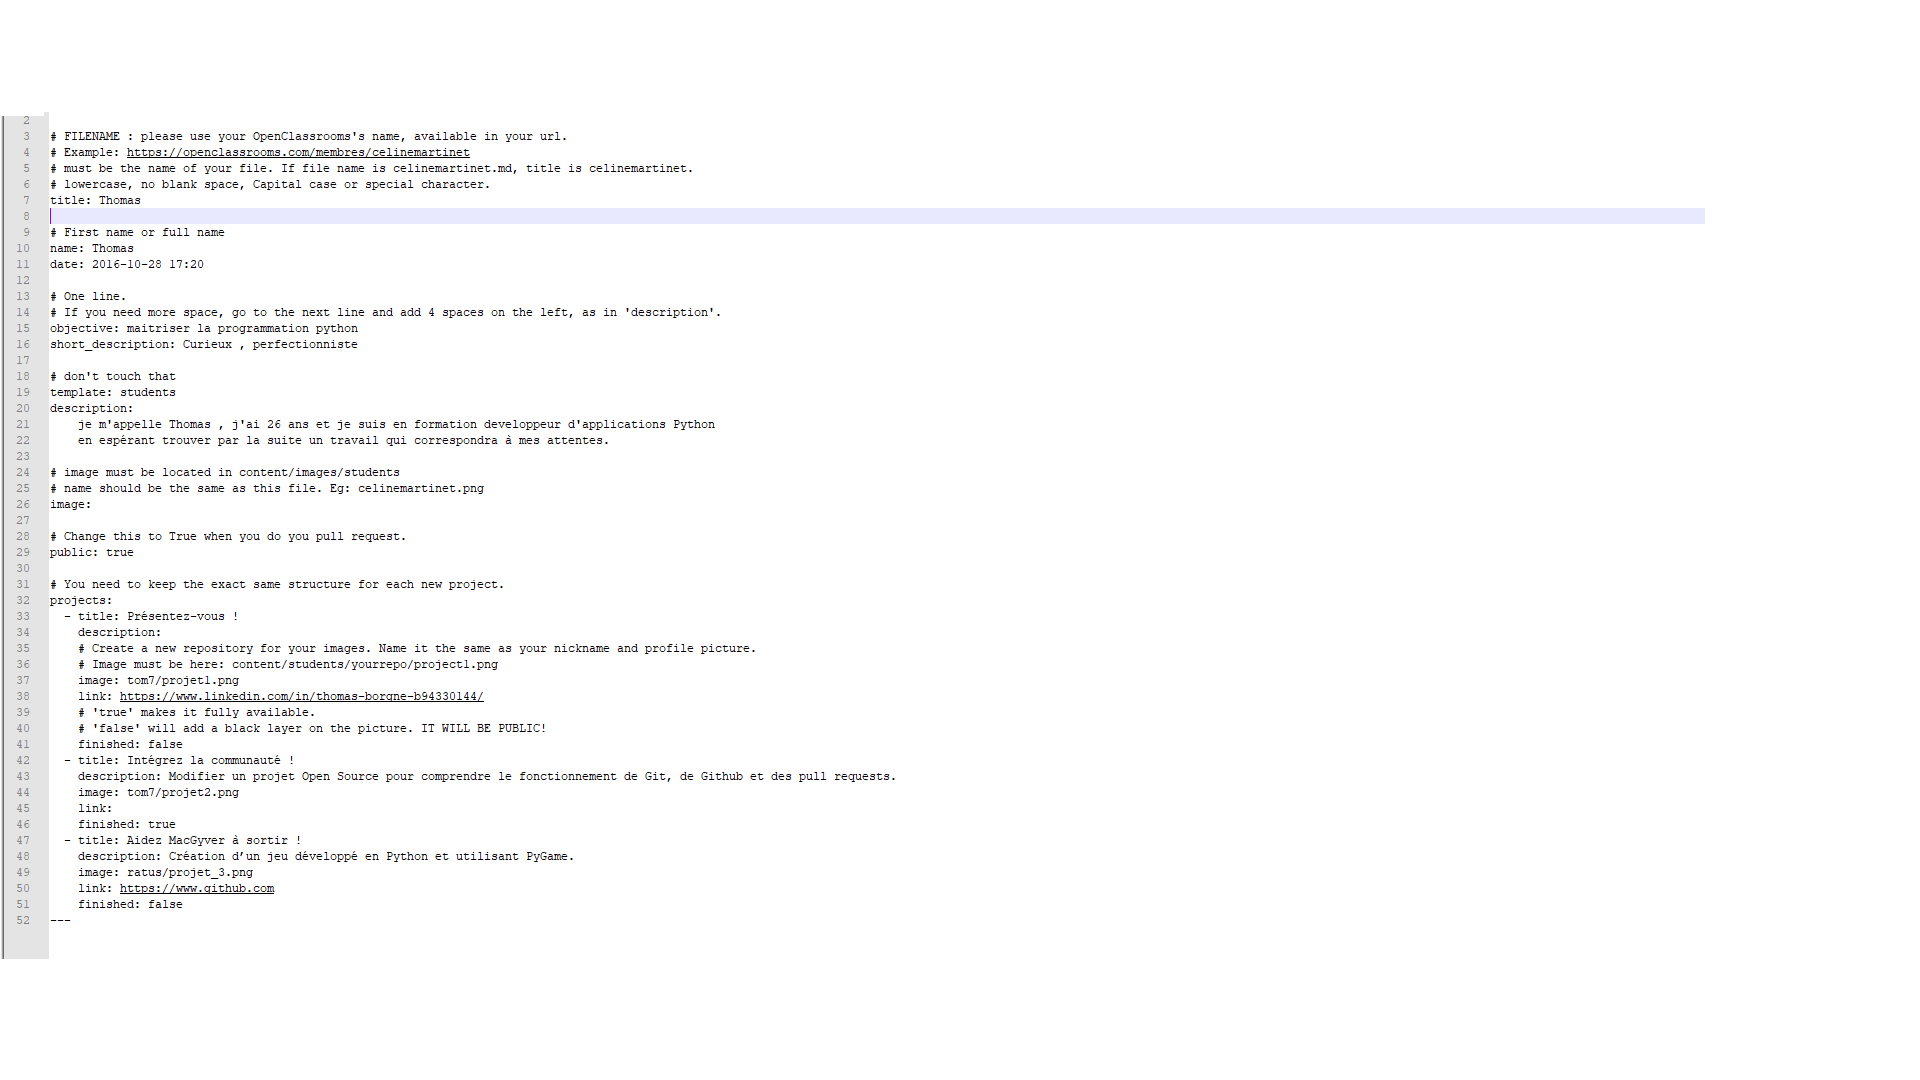 2
3 # FILENAME : please use your OpenClassrooms's name, available in your url.
4 # Example: https://openclassrooms.com/membres/celinemartinet
5 # must be the name of your file. If file name is celinemartinet.md, title is celinemartinet.
6 # lowercase, no blank space, Capital case or special character.
7 title: Thomas
8
9 # First name or full name
10 name: Thomas
11 date: 2016-10-28 17:20
12
13 # One line.
14 # If you need more space, go to the next line and add 4 spaces on the left, as in 'description'.
15 objective: maitriser la programmation python
16 short_description: Curieux , perfectionniste
17
18 # don't touch that
19 template: students
20 description:
21     je m'appelle Thomas , j'ai 26 ans et je suis en formation developpeur d'applications Python
22     en espérant trouver par la suite un travail qui correspondra à mes attentes.
23
24 # image must be located in content/images/students
25 # name should be the same as this file. Eg: celinemartinet.png
26 image:
27
28 # Change this to True when you do you pull request.
29 public: true
30
31 # You need to keep the exact same structure for each new project.
32 projects:
33   - title: Présentez-vous !
34     description:
35     # Create a new repository for your images. Name it the same as your nickname and profile picture.
36     # Image must be here: content/students/yourrepo/project1.png
37     image: tom7/projet1.png
38     link: https://www.linkedin.com/in/thomas-borgne-b94330144/
39     # 'true' makes it fully available.
40     # 'false' will add a black layer on the picture. IT WILL BE PUBLIC!
41     finished: false
42   - title: Intégrez la communauté !
43     description: Modifier un projet Open Source pour comprendre le fonctionnement de Git, de Github et des pull requests.
44     image: tom7/projet2.png
45     link:
46     finished: true
47   - title: Aidez MacGyver à sortir !
48     description: Création d’un jeu développé en Python et utilisant PyGame.
49     image: ratus/projet_3.png
50     link: https://www.github.com
51     finished: false
52 ---